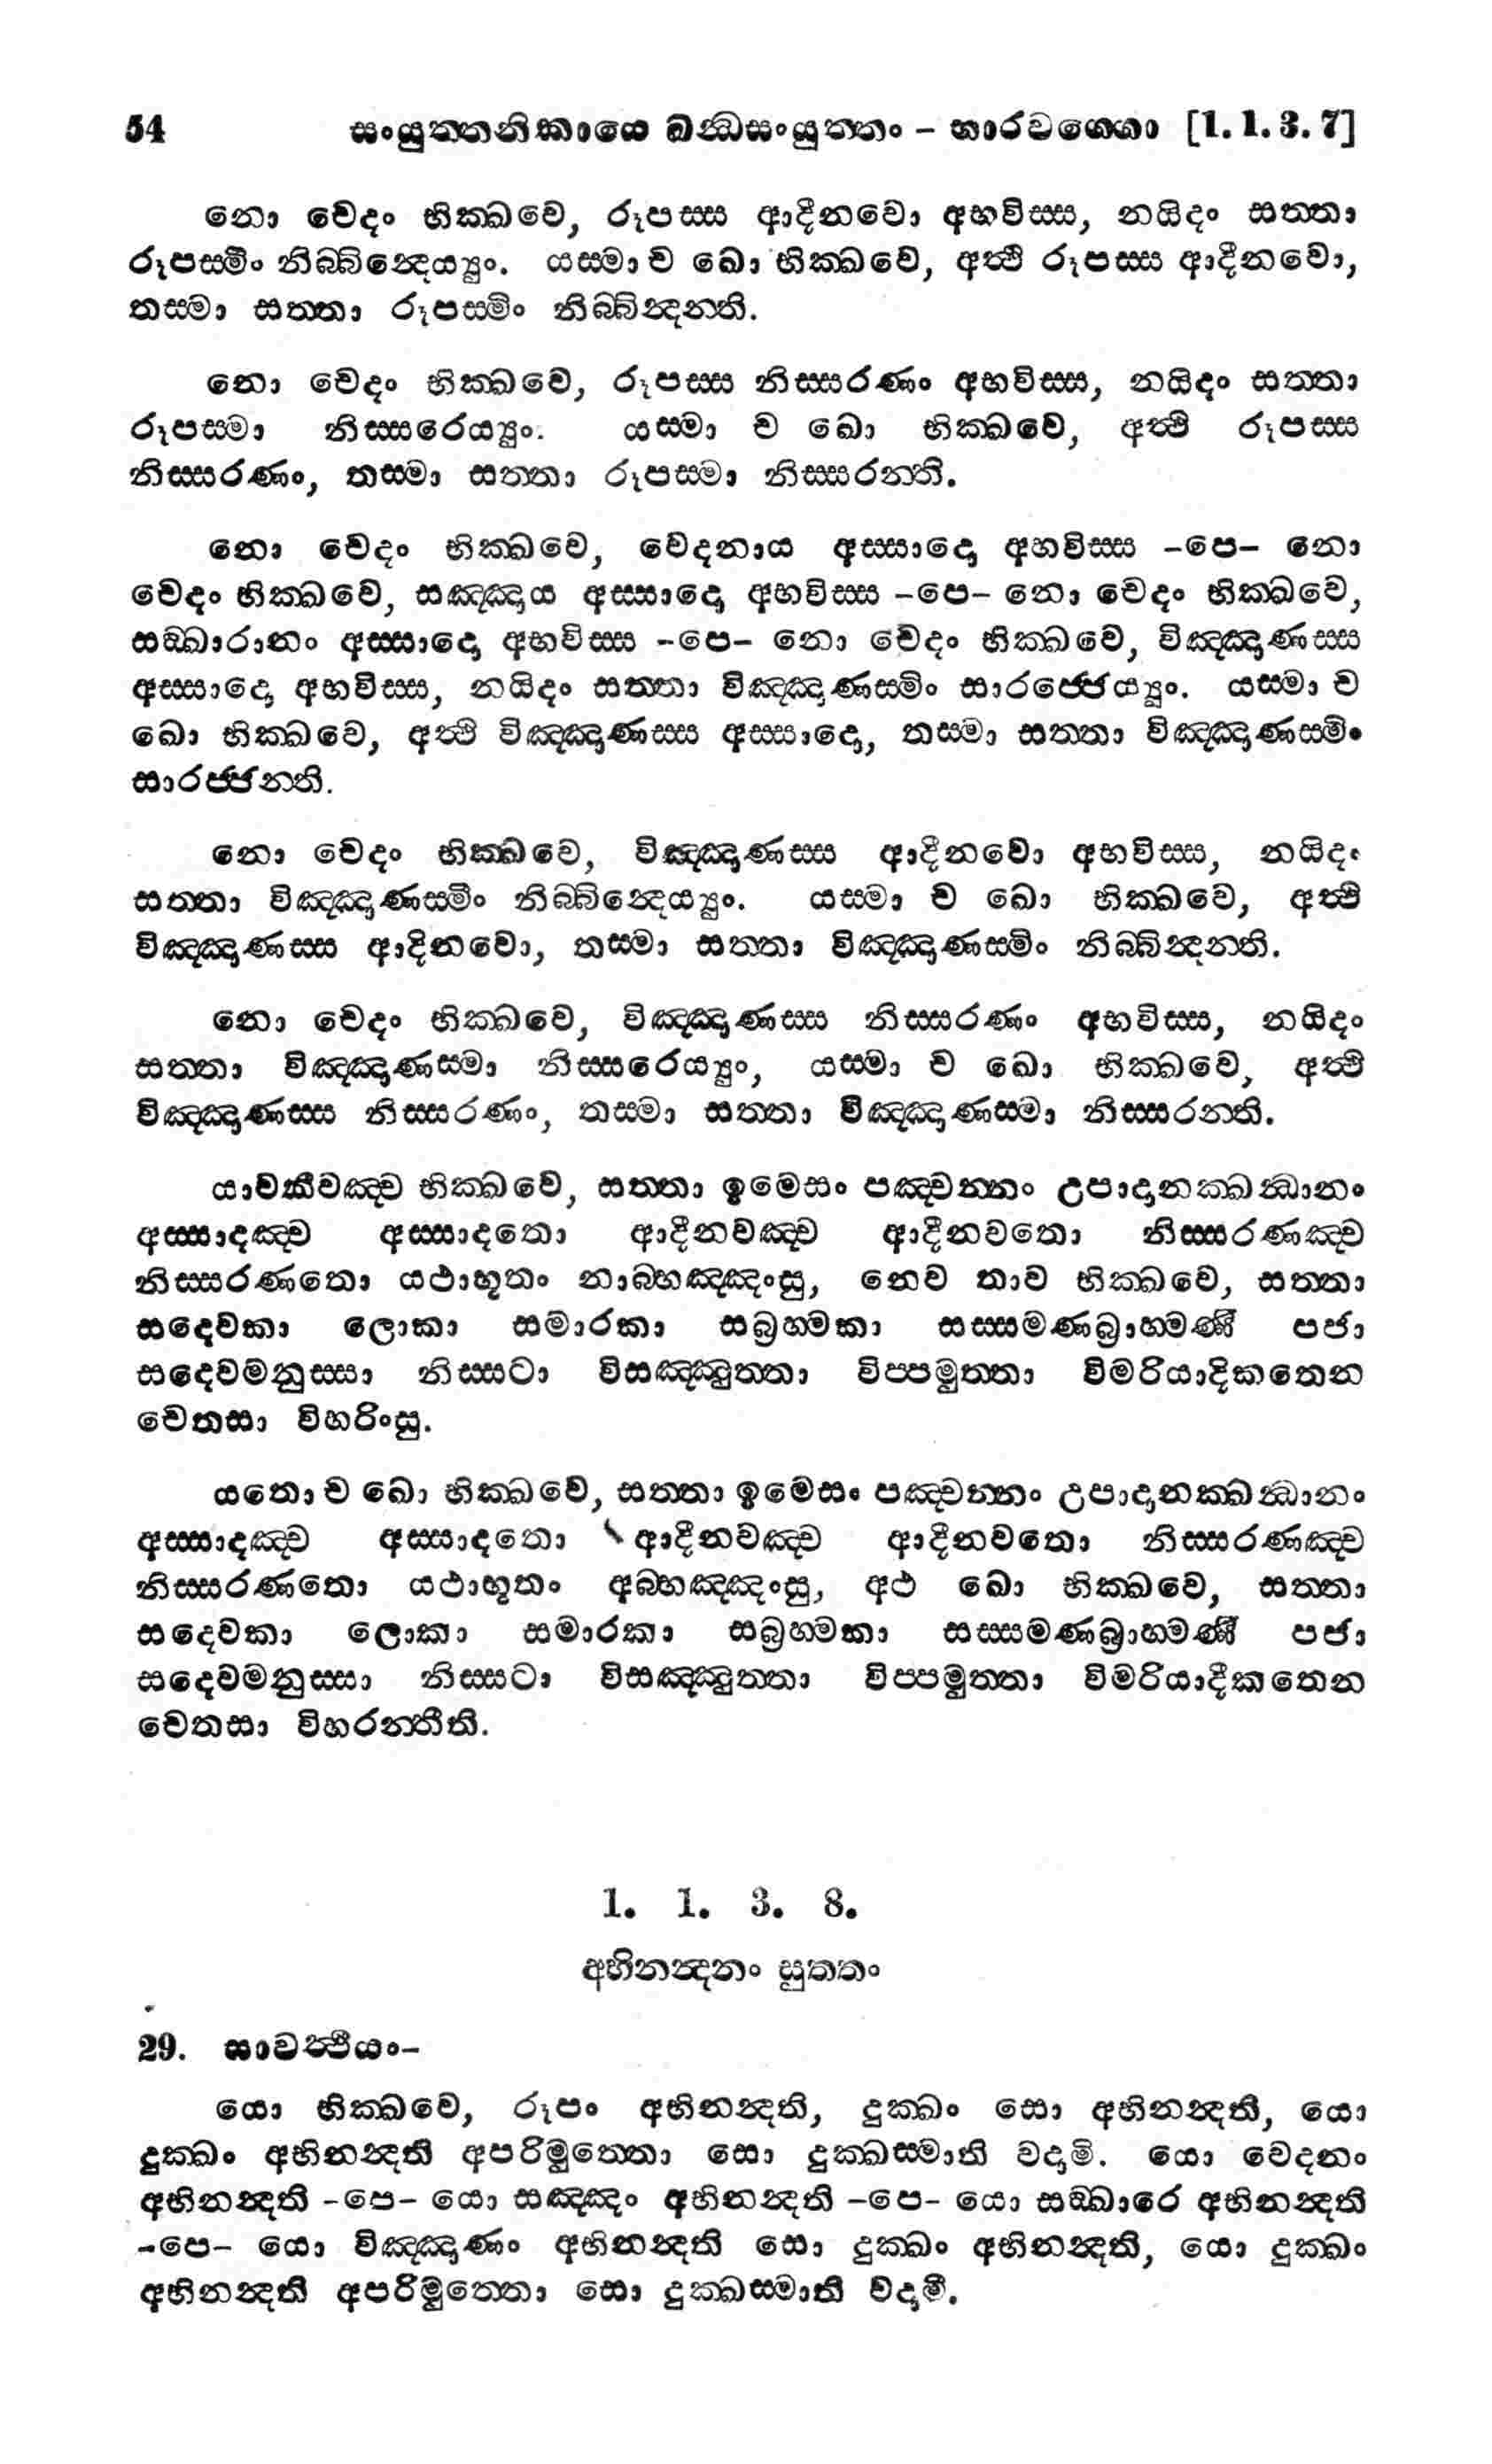 54 සංයුත්තනිකායෙ ඛන්ධසංයුත්තං – භාරවග්ගො [1. 1. 3. 7]
නො චෙදං භික්ඛවෙ, රූපස්ස ආදීනවො අභවිස්ස, නයිදං සත්තා
රූපස්මිං නිබ්බින්දෙය්‍යුං. යස්මා ච ඛො භික්ඛවෙ, අත්ථි රූපස්ස ආදීනවො,
තස්මා සත්තා රූපස්මිං නිබ්බින්දන්ති.
නො චෙදං භික්ඛවෙ, රූපස්ස නිස්සරණං අභවිස්ස, නයිදං සත්තා
රූපස්මා නිස්සරෙය්‍යුං. යස්මා ච ඛො භික්ඛවෙ, අත්ථි රූපස්ස
නිස්සරණං, තස්මා සත්තා රූපස්මා නිස්සරන්ති.
නො චෙදං භික්ඛවෙ, වෙදනාය අස්සාදො අභවිස්ස –පෙ– නො
චෙදං භික්ඛවෙ, සඤ්ඤාය අස්සාදො අභවිස්ස –පෙ– නො චෙදං භික්ඛවෙ,
සඞ්ඛාරානං අස්සාදො අභවිස්ස –පෙ– නො චෙදං භික්ඛවෙ, විඤ්ඤාණස්ස
අස්සාදො අභවිස්ස, නයිදං සත්තා විඤ්ඤාණස්මිං සාරජ්ජෙය්‍යුං. යස්මා ච
ඛො භික්ඛවෙ, අත්ථි විඤ්ඤාණස්ස අස්සාදො, තස්මා සත්තා විඤ්ඤාණස්මිං
සාරජ්ජන්ති.
නො චෙදං භික්ඛවෙ, විඤ්ඤාණස්ස ආදීනවො අභවිස්ස, නයිදං
සත්තා විඤ්ඤාණස්මිං නිබ්බින්දෙය්‍යුං. යස්මා ච ඛො භික්ඛවෙ, අත්ථි
විඤ්ඤාණස්ස ආදිනවො, තස්මා සත්තා විඤ්ඤාණස්මිං නිබ්බින්දන්ති.
නො චෙදං භික්ඛවෙ, විඤ්ඤාණස්ස නිස්සරණං අභවිස්ස, නයිදං
සත්තා විඤ්ඤාණස්මා නිස්සරෙය්‍යුං, යස්මා ච ඛො භික්ඛවෙ, අත්ථි
විඤ්ඤාණස්ස නිස්සරණං, තස්මා සත්තා විඤ්ඤාණස්මා නිස්සරන්ති.
යාවකීවඤ්ච භික්ඛවෙ, සත්තා ඉමෙසං පඤ්චන්නං උපාදානක්ඛන්ධානං
අස්සාදඤ්ච අස්සාදතො ආදීනවඤ්ච ආදීනවතො නිස්සරණඤ්ච
නිස්සරණතො යථාභූතං නාබ්භඤ්ඤංසු, නෙව තාව භික්ඛවෙ, සත්තා
සදෙවකා ලොකා සමාරකා සබ්‍රහ්මකා සස්සමණබ්‍රාහ්මණී පජා
සදෙවමනුස්සා නිස්සටා විසඤ්ඤුත්තා විප්පමුත්තා විමරියාදිකතෙන
චෙතසා විහරිංසු.
යතො ච ඛො භික්ඛවෙ, සත්තා ඉමෙසං පඤ්චන්නං උපාදානක්ඛන්ධානං
අස්සාදඤ්ච අස්සාදතො ආදීනවඤ්ච ආදීනවතො නිස්සරණඤ්ච
නිස්සරණතො යථාභූතං අබ්භඤ්ඤංසු, අථ ඛො භික්ඛවෙ, සත්තා
සදෙවකා ලොකා සමාරකා සබ්‍රහ්මකා සස්සමණබ්‍රාහ්මණී පජා
සදෙවමනුස්සා නිස්සටා විසඤ්ඤුත්තා විප්පමුත්තා විමරියාදීකතෙන
චෙතසා විහරන්තීති.
1. 1. 3. 8.
අභිනන්දනං සුත්තං
29. සාවත්ථියං–
යො භික්ඛවෙ, රූපං අභිනන්දති, දුක්ඛං සො අභිනන්දති, යො
දුක්ඛං අභිනන්දති අපරිමුත්තො සො දුක්ඛස්මාති වදාමි. යො වෙදනං
අභිනන්දති –පෙ– යො සඤ්ඤං අභිනන්දති –පෙ– යො සඞ්ඛාරෙ අභිනන්දති
–පෙ– යො විඤ්ඤාණං අභිනන්දති සො දුක්ඛං අභිනන්දති, යො දුක්ඛං
අභිනන්දති අපරිමුත්තො සො දුක්ඛස්මාති වදාමි.